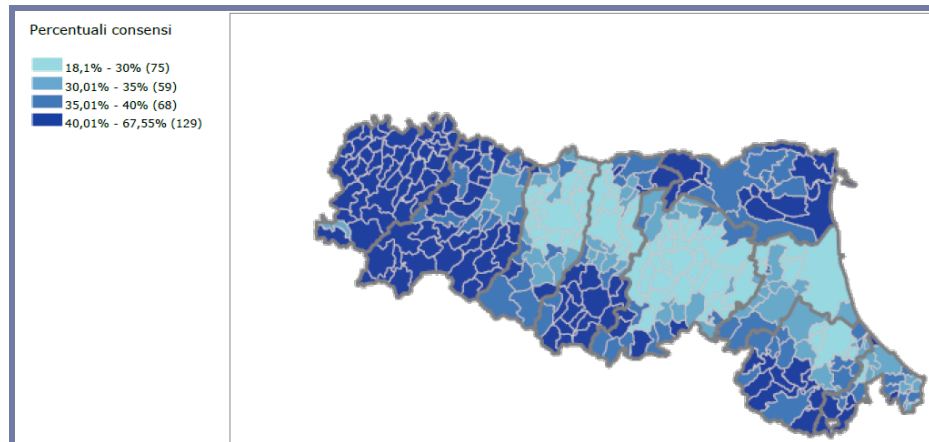 Percentuali consensi
18,1% - 30% (75)
30,01% - 35% (59)
35,01% - 40% (68)
40,01% - 67,55% (129)